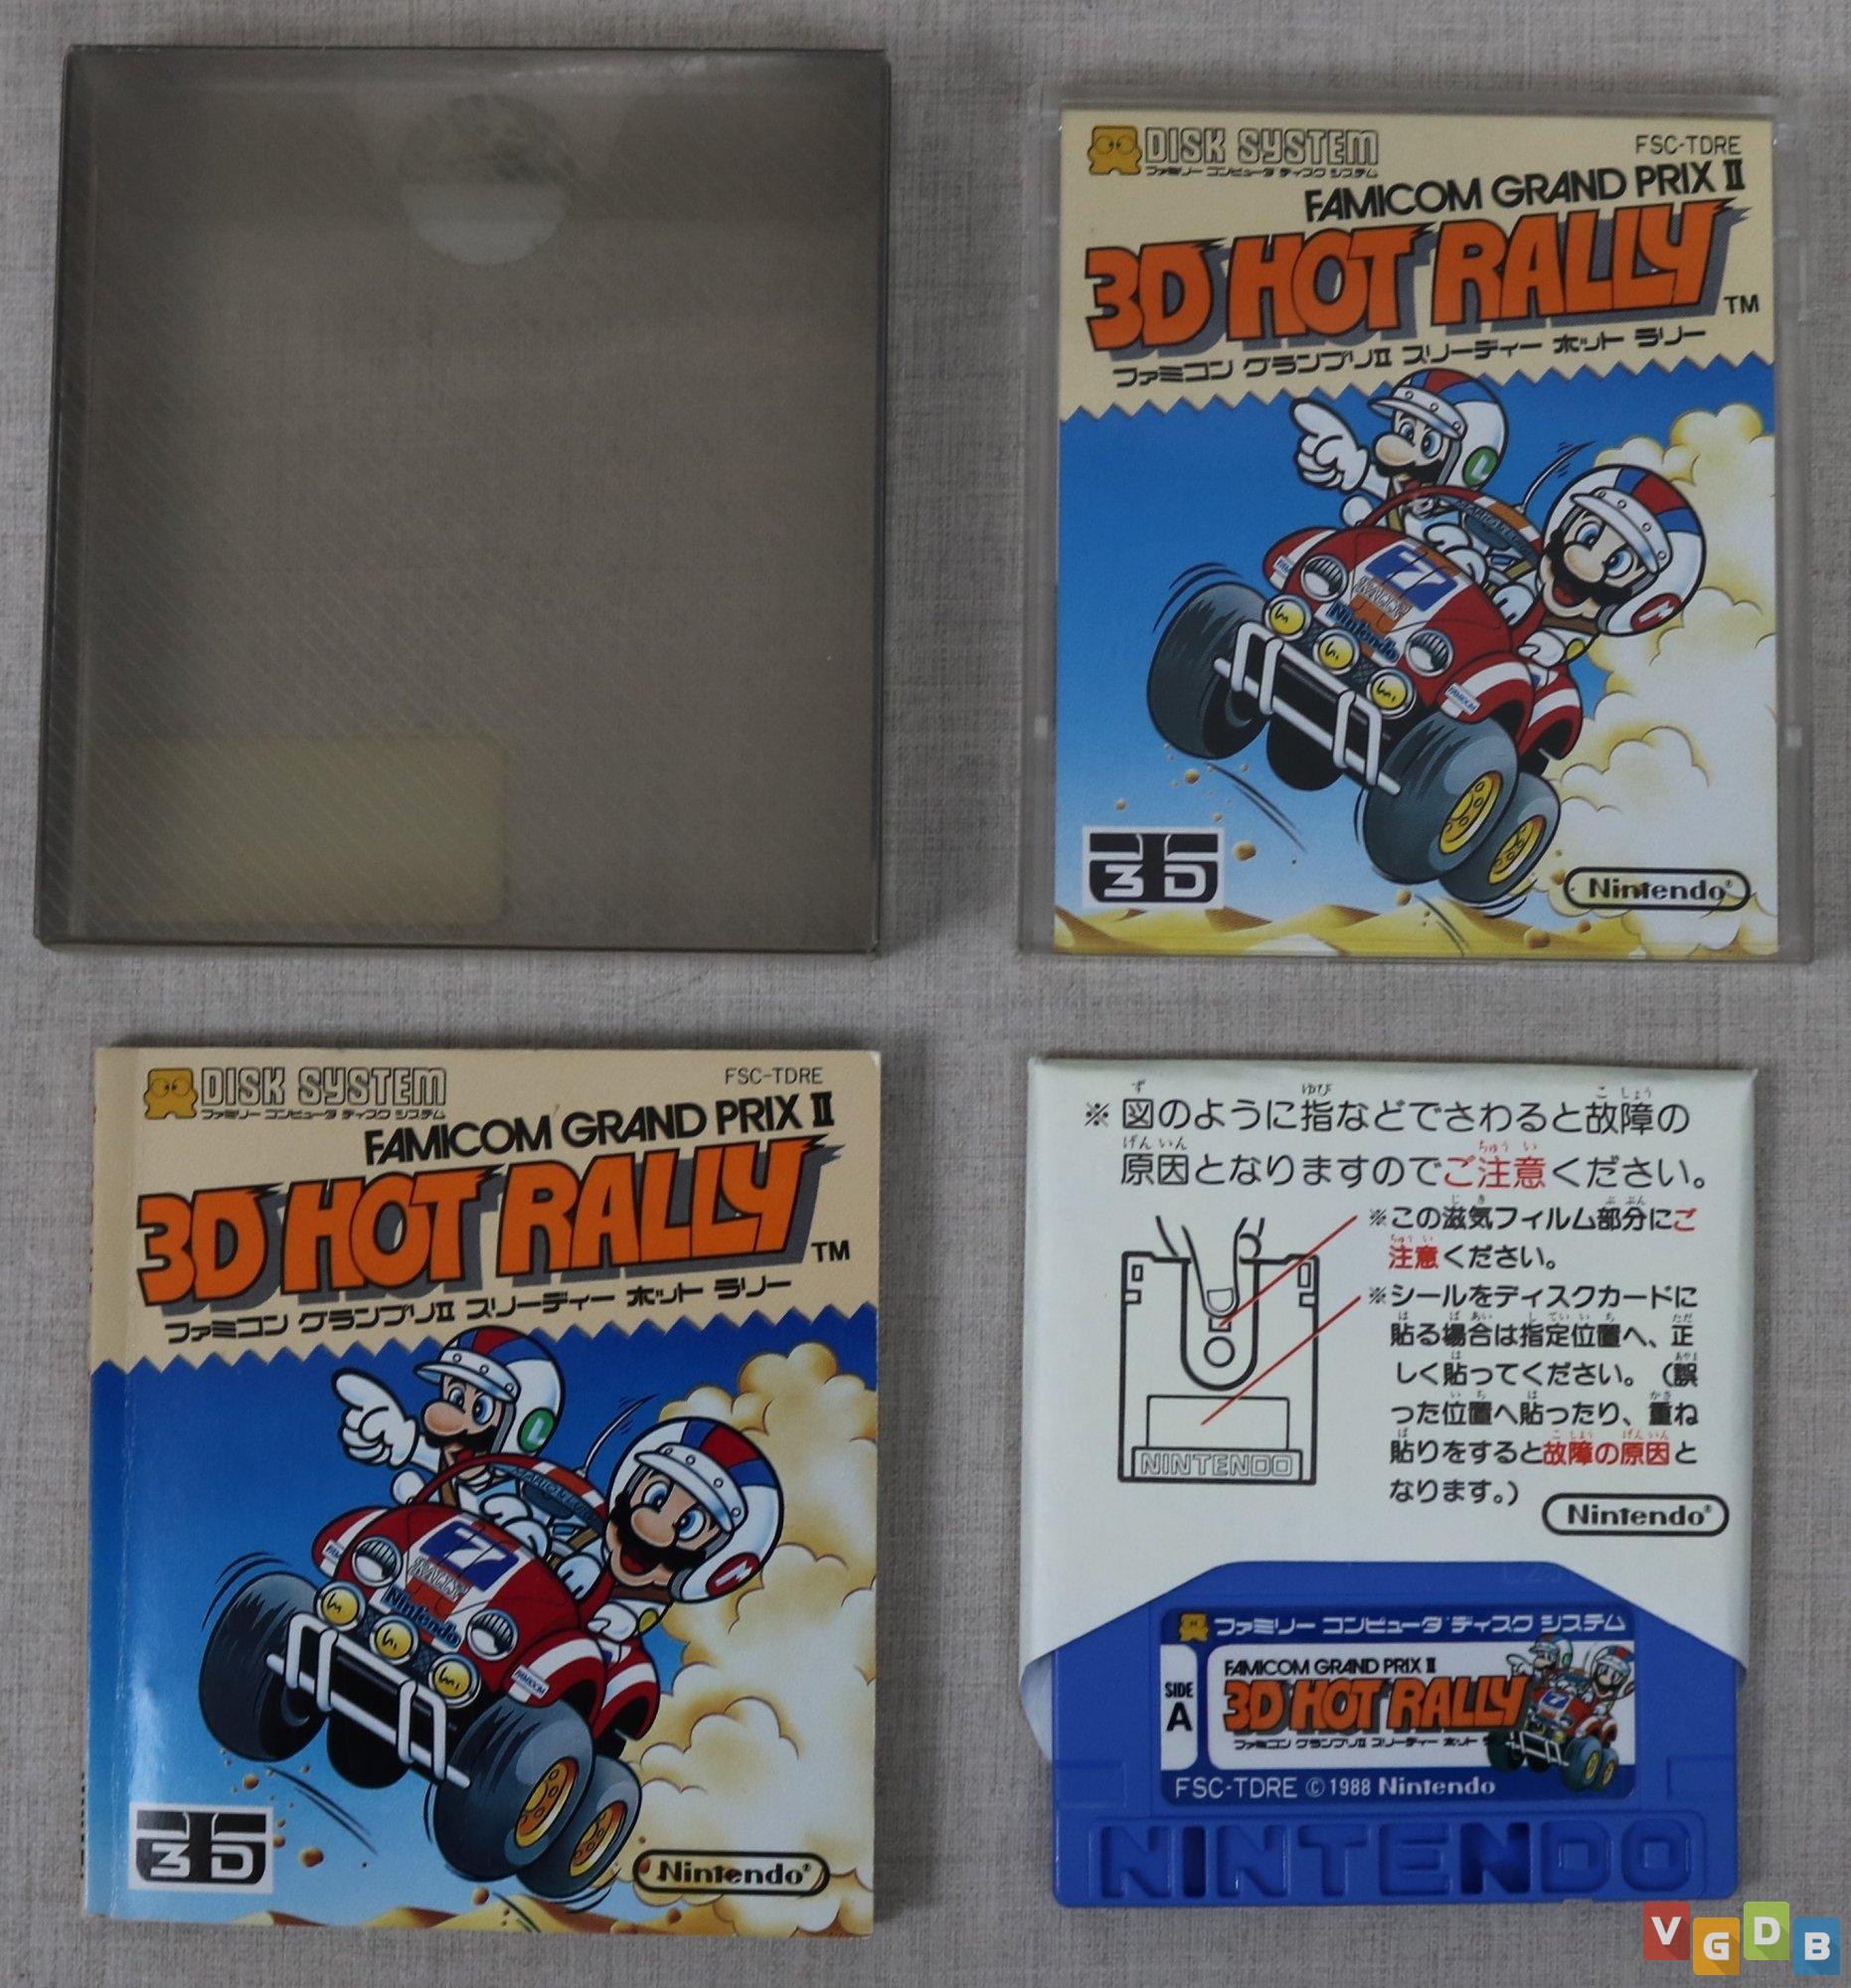 DISK SYSTEM
ファミリー コンピュータ ディスク システム
FSC-TDRE
FAMICOM GRAND PRIX II
3D HOT RALLY
TM
ファミコン グランプリII スリーディー ホット ラリー
L
M
7
Nintendo
FAMICOM
3D
Nintendo®
DISK SYSTEM
ファミリー コンピュータ ディスク システム
FSC-TDRE
FAMICOM GRAND PRIX II
3D HOT RALLY
TM
ファミコン グランプリII スリーディー ホット ラリー
L
M
7
Nintendo
FAMICOM
3D
Nintendo®
※図のように指などでさわると故障の
原因となりますのでご注意ください。
※この滋気フィルム部分にご
注意ください。
※シールをディスクカードに
貼る場合は指定位置へ、正
しく貼ってください。(誤
った位置へ貼ったり、重ね
貼りをすると故障の原因と
なります。)
NINTENDO
Nintendo®
ファミリー コンピュータ ディスク システム
SIDE A
FAMICOM GRAND PRIX II
3D HOT RALLY
ファミコン グランプリII スリーディー ホット
FSC-TDRE © 1988 Nintendo
NINTENDO
VGDB